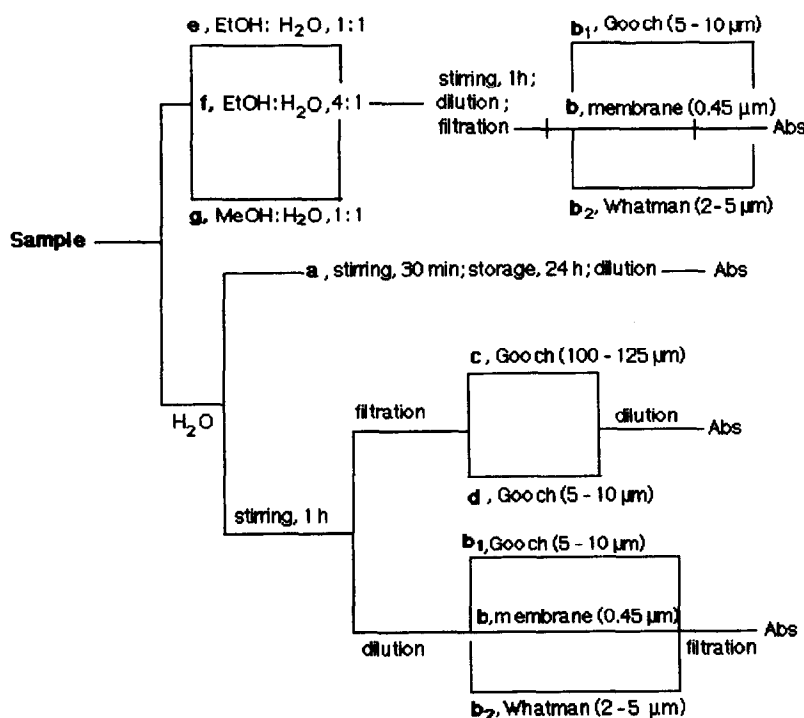 e, EtOH: H₂O, 1:1
f, EtOH:H₂O, 4:1
g, MeOH:H₂O, 1:1
stirring, 1h;
dilution;
filtration
b₁, Gooch (5 - 10 µm)
b, membrane (0.45 µm)
Abs
b₂, Whatman (2-5 µm)
Sample
a, stirring, 30 min; storage, 24 h; dilution
Abs
H₂O
c, Gooch (100 - 125 µm)
filtration
dilution
Abs
d, Gooch (5 - 10 µm)
stirring, 1 h
b₁, Gooch (5 - 10 µm)
b, membrane (0.45 µm)
Abs
dilution
filtration
b₂, Whatman (2 - 5 µm)